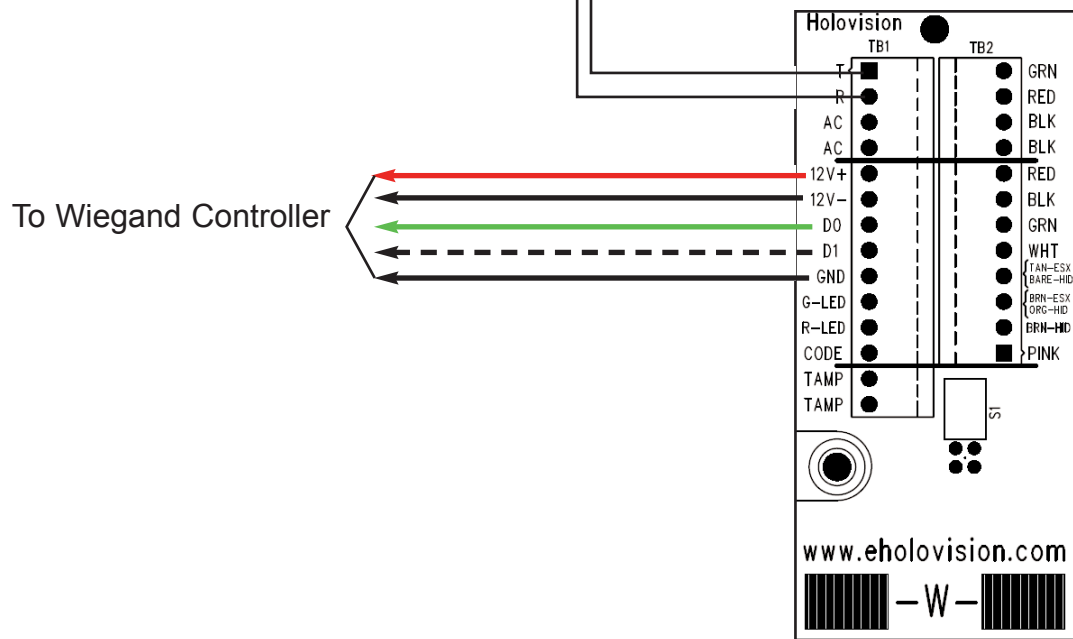 Holovision
TB1 TB2
T GRN
R RED
AC BLK
AC BLK
12V+ RED
12V- BLK
To Wiegand Controller
D0 GRN
D1 WHT
GND TAN-ESX
BARE-HID
G-LED BRN-ESX
ORG-HID
R-LED BRN-HID
CODE PINK
TAMP
TAMP
S1
www.eholovision.com
-W-